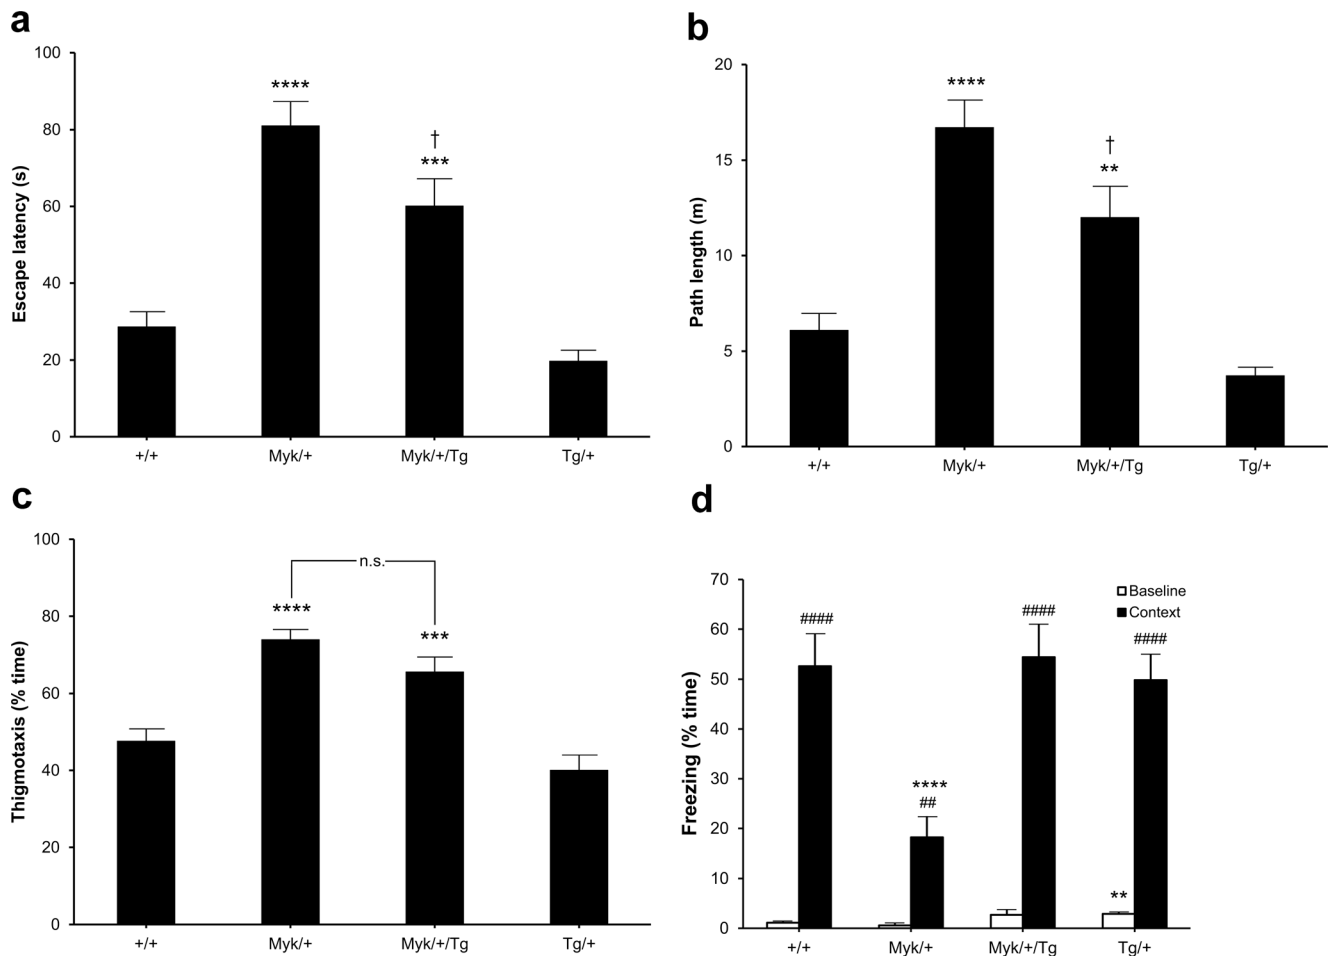 a
Escape latency (s)
100
80
60
40
20
0
****
†
***
+/+ Myk/+ Myk/+/Tg Tg/+
b
Path length (m)
20
15
10
5
0
****
†
**
+/+ Myk/+ Myk/+/Tg Tg/+
c
Thigmotaxis (% time)
100
80
60
40
20
0
n.s.
****
***
+/+ Myk/+ Myk/+/Tg Tg/+
d
Freezing (% time)
70
60
50
40
30
20
10
0
Baseline
Context
####
****
##
####
####
**
+/+ Myk/+ Myk/+/Tg Tg/+